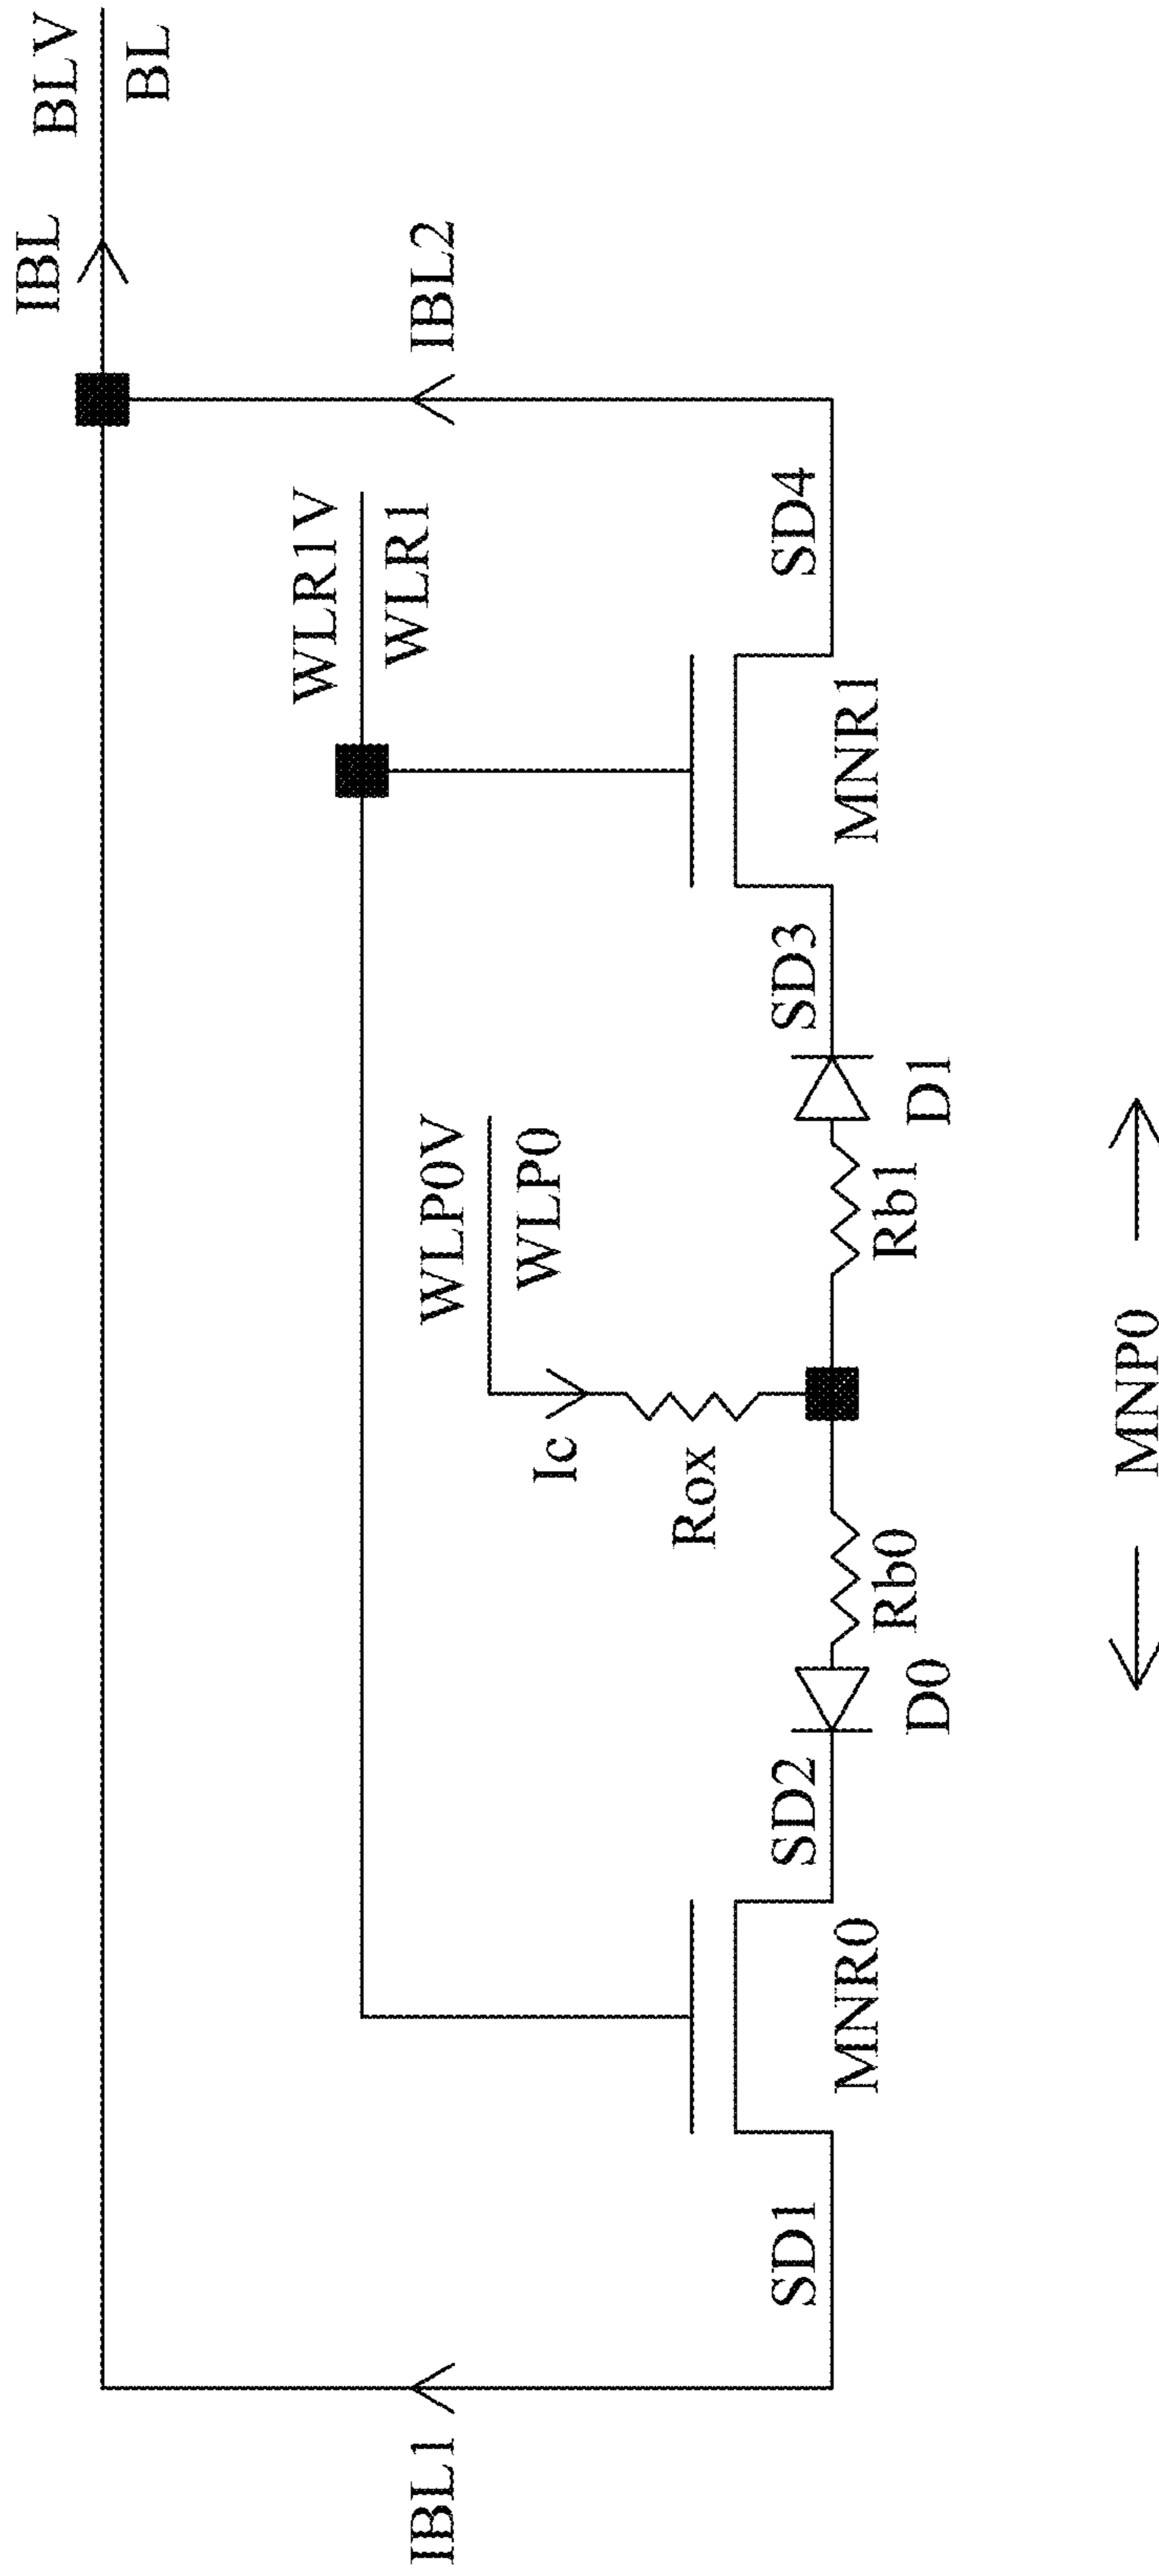 IBL
BLV
BL
IBL1
IBL2
WLR1V
WLR1
WLP0V
WLP0
Ic
Rox
SD1
SD2
SD3
SD4
MNR0
D0
Rb0
Rb1
D1
MNR1
MNP0